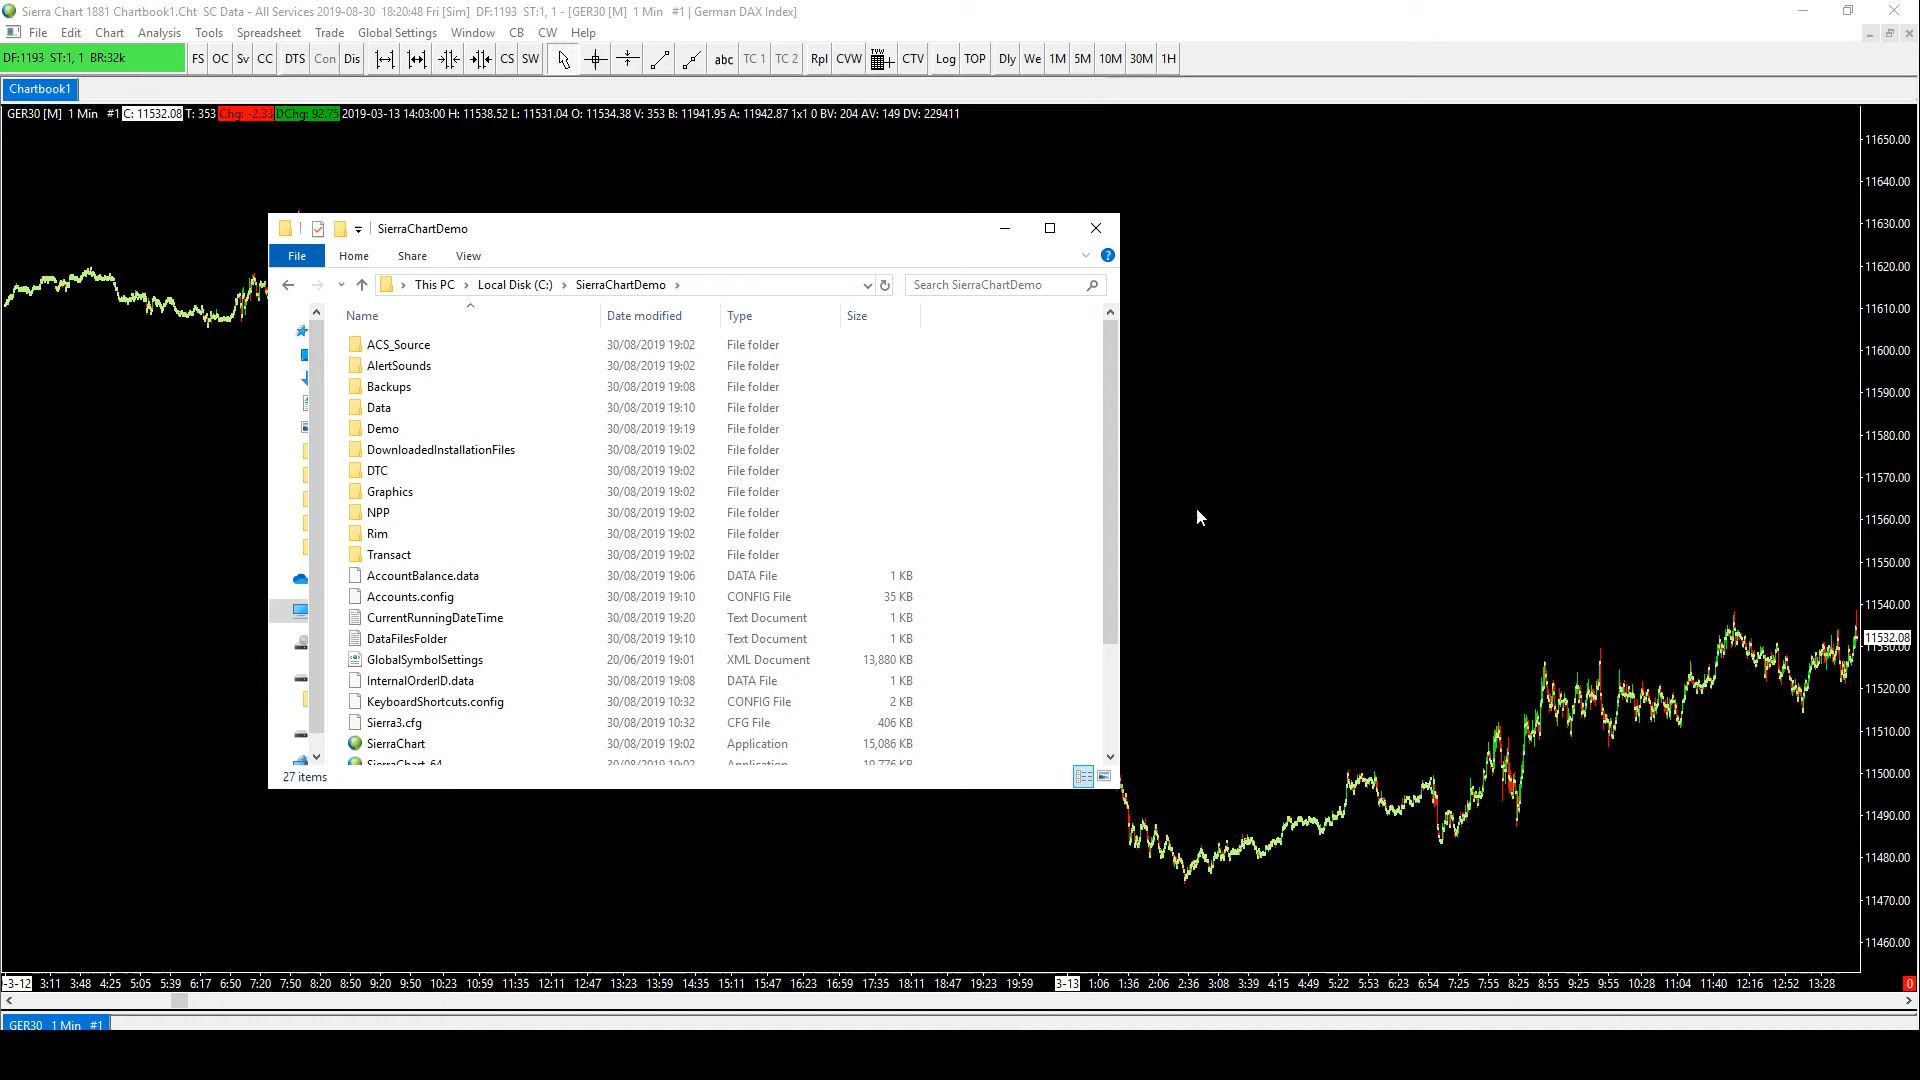 Sierra Chart 1881 Chartbook1.Cht  SC Data - All Services 2019-08-30  18:20:48 Fri [Sim]  DF:1193  ST:1, 1 - [GER30 [M]  1 Min   #1 | German DAX Index]
File Edit Chart Analysis Tools Spreadsheet Trade Global Settings Window CB CW Help
DF:1193 ST:1, 1 BR:32k FS OC Sv CC DTS Con Dis CS SW abc TC 1 TC 2 Rpl CVW TVW CTV Log TOP Dly We 1M 5M 10M 30M 1H
Chartbook1
GER30 [M]  1 Min   #1 C: 11532.08 T: 353 Chg: -2.33 DChg: 92.75 2019-03-13 14:03:00 H: 11538.52 L: 11531.04 O: 11534.38 V: 353 B: 11941.95 A: 11942.87 1x1 0 BV: 204 AV: 149 DV: 229411
SierraChartDemo
File Home Share View
This PC > Local Disk (C:) > SierraChartDemo > Search SierraChartDemo
Name Date modified Type Size
ACS_Source 30/08/2019 19:02 File folder
AlertSounds 30/08/2019 19:02 File folder
Backups 30/08/2019 19:08 File folder
Data 30/08/2019 19:10 File folder
Demo 30/08/2019 19:19 File folder
DownloadedInstallationFiles 30/08/2019 19:02 File folder
DTC 30/08/2019 19:02 File folder
Graphics 30/08/2019 19:02 File folder
NPP 30/08/2019 19:02 File folder
Rim 30/08/2019 19:02 File folder
Transact 30/08/2019 19:02 File folder
AccountBalance.data 30/08/2019 19:06 DATA File 1 KB
Accounts.config 30/08/2019 19:10 CONFIG File 35 KB
CurrentRunningDateTime 30/08/2019 19:20 Text Document 1 KB
DataFilesFolder 30/08/2019 19:10 Text Document 1 KB
GlobalSymbolSettings 20/06/2019 19:01 XML Document 13,880 KB
InternalOrderID.data 30/08/2019 19:08 DATA File 1 KB
KeyboardShortcuts.config 30/08/2019 10:32 CONFIG File 2 KB
Sierra3.cfg 30/08/2019 10:32 CFG File 406 KB
SierraChart 30/08/2019 19:02 Application 15,086 KB
SierraChart_64 30/08/2019 19:02 Application 19,776 KB
27 items
11650.00
11640.00
11630.00
11620.00
11610.00
11600.00
11590.00
11580.00
11570.00
11560.00
11550.00
11540.00
11532.08
11530.00
11520.00
11510.00
11500.00
11490.00
11480.00
11470.00
11460.00
-3-12 3:11 3:48 4:25 5:05 5:39 6:17 6:50 7:20 7:50 8:20 8:50 9:20 9:50 10:23 10:59 11:35 12:11 12:47 13:23 13:59 14:35 15:11 15:47 16:23 16:59 17:35 18:11 18:47 19:23 19:59 3-13 1:06 1:36 2:06 2:36 3:08 3:39 4:15 4:49 5:22 5:53 6:23 6:54 7:25 7:55 8:25 8:55 9:25 9:55 10:28 11:04 11:40 12:16 12:52 13:28 0
GER30  1 Min  #1